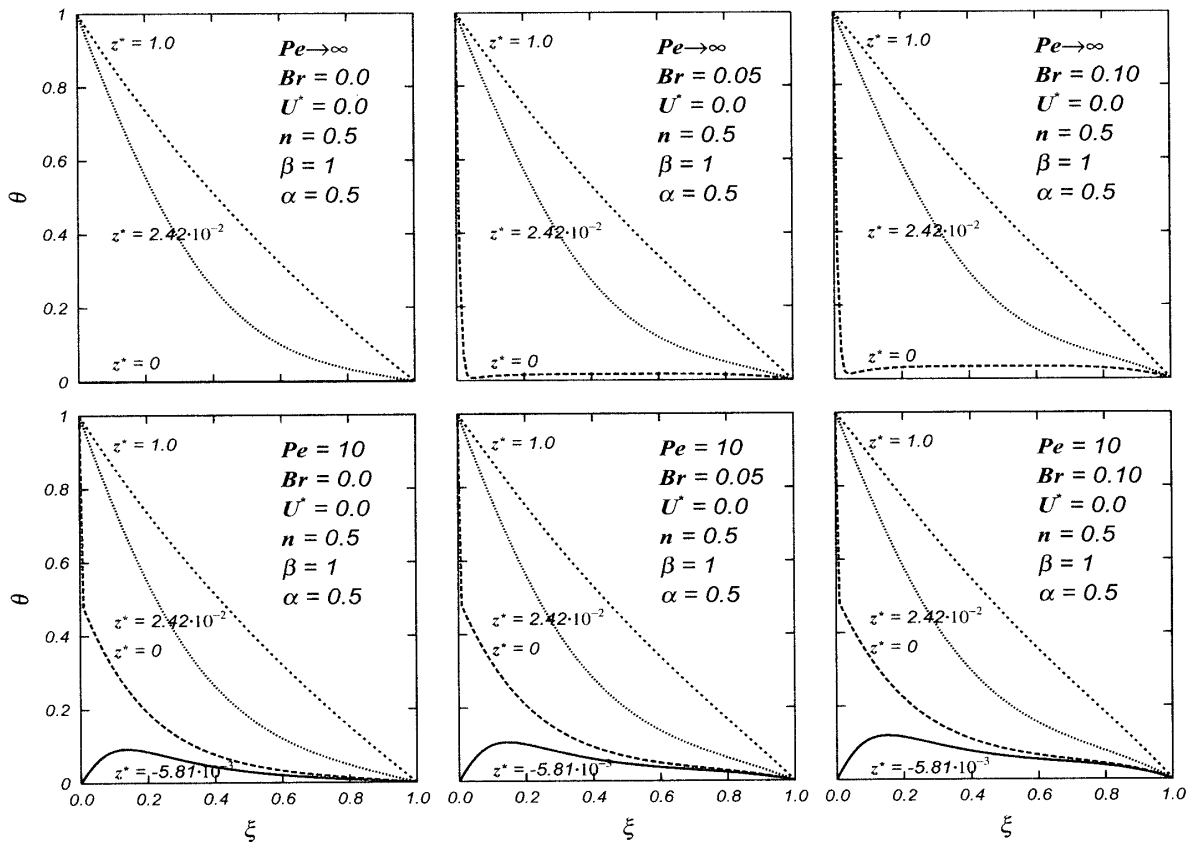 1
0.8
0.6
0.4
0.2
0
θ
z* = 1.0
z* = 2.42·10⁻²
z* = 0
Pe→∞
Br = 0.0
U* = 0.0
n = 0.5
β = 1
α = 0.5
z* = 1.0
z* = 2.42·10⁻²
z* = 0
Pe→∞
Br = 0.05
U* = 0.0
n = 0.5
β = 1
α = 0.5
z* = 1.0
z* = 2.42·10⁻²
z* = 0
Pe→∞
Br = 0.10
U* = 0.0
n = 0.5
β = 1
α = 0.5
1
0.8
0.6
0.4
0.2
0
θ
z* = 1.0
z* = 2.42·10⁻²
z* = 0
z* = -5.81·10⁻³
Pe = 10
Br = 0.0
U* = 0.0
n = 0.5
β = 1
α = 0.5
0.0 0.2 0.4 0.6 0.8 1.0
ξ
z* = 1.0
z* = 2.42·10⁻²
z* = 0
z* = -5.81·10⁻³
Pe = 10
Br = 0.05
U* = 0.0
n = 0.5
β = 1
α = 0.5
0.0 0.2 0.4 0.6 0.8 1.0
ξ
z* = 1.0
z* = 2.42·10⁻²
z* = 0
z* = -5.81·10⁻³
Pe = 10
Br = 0.10
U* = 0.0
n = 0.5
β = 1
α = 0.5
0.0 0.2 0.4 0.6 0.8 1.0
ξ